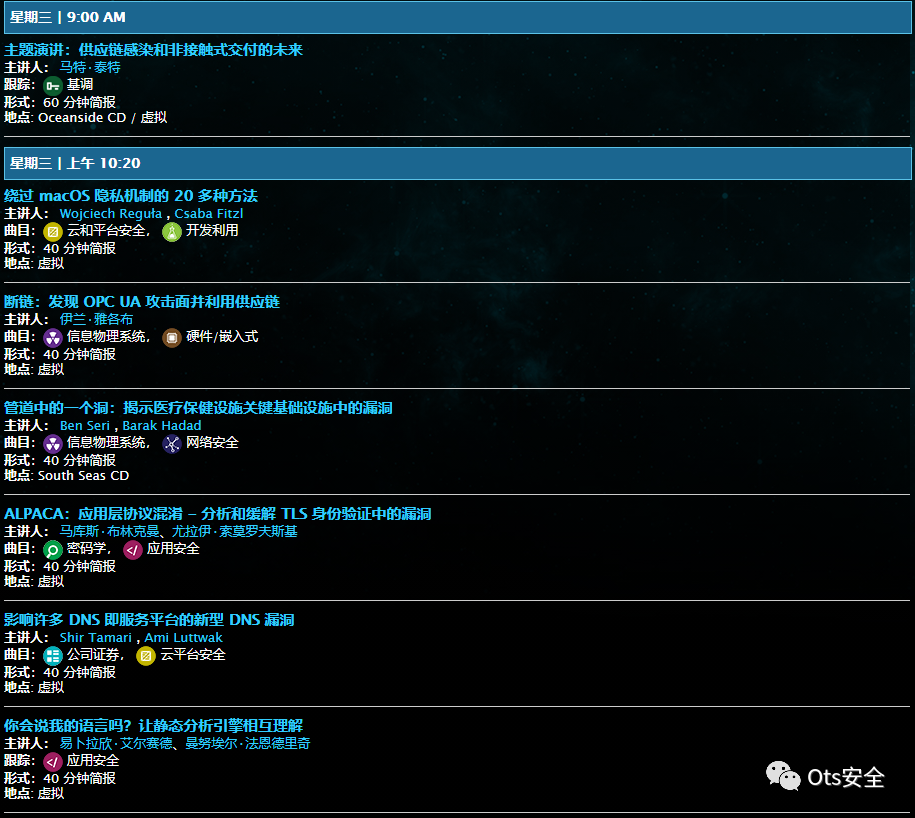 星期三 | 9:00 AM
主题演讲：供应链感染和非接触式交付的未来
主讲人： 马特·泰特
跟踪： 基调
形式：60 分钟简报
地点: Oceanside CD / 虚拟
星期三 | 上午 10:20
绕过 macOS 隐私机制的 20 多种方法
主讲人： Wojciech Reguła , Csaba Fitzl
曲目： 云和平台安全， 开发利用
形式：40 分钟简报
地点: 虚拟
断链：发现 OPC UA 攻击面并利用供应链
主讲人： 伊兰·雅各布
曲目： 信息物理系统， 硬件/嵌入式
形式：40 分钟简报
地点: 虚拟
管道中的一个洞：揭示医疗保健设施关键基础设施中的漏洞
主讲人： Ben Seri , Barak Hadad
曲目： 信息物理系统， 网络安全
形式：40 分钟简报
地点: South Seas CD
ALPACA：应用层协议混淆 – 分析和缓解 TLS 身份验证中的漏洞
主讲人： 马库斯·布林克曼、尤拉伊·索莫罗夫斯基
曲目： 密码学， 应用安全
形式：40 分钟简报
地点: 虚拟
影响许多 DNS 即服务平台的新型 DNS 漏洞
主讲人： Shir Tamari , Ami Luttwak
曲目： 公司证券， 云平台安全
形式：40 分钟简报
地点: 虚拟
你会说我的语言吗？让静态分析引擎相互理解
主讲人： 易卜拉欣·艾尔赛德、曼努埃尔·法恩德里奇
跟踪： 应用安全
形式：40 分钟简报
地点: 虚拟
Ots安全